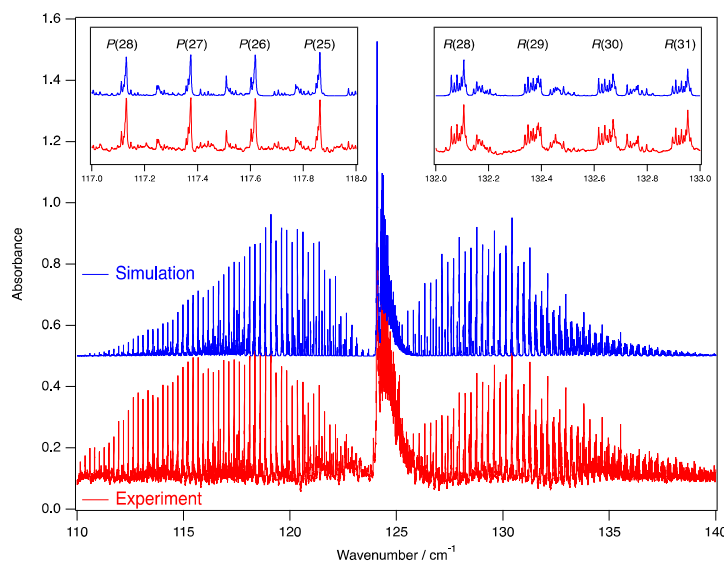 1.6
1.4
1.2
1.0
0.8
0.6
0.4
0.2
0.0
Absorbance
P(28) P(27) P(26) P(25)
117.0 117.2 117.4 117.6 117.8 118.0
R(28) R(29) R(30) R(31)
132.0 132.2 132.4 132.6 132.8 133.0
Simulation
Experiment
110 115 120 125 130 135 140
Wavenumber / cm⁻¹